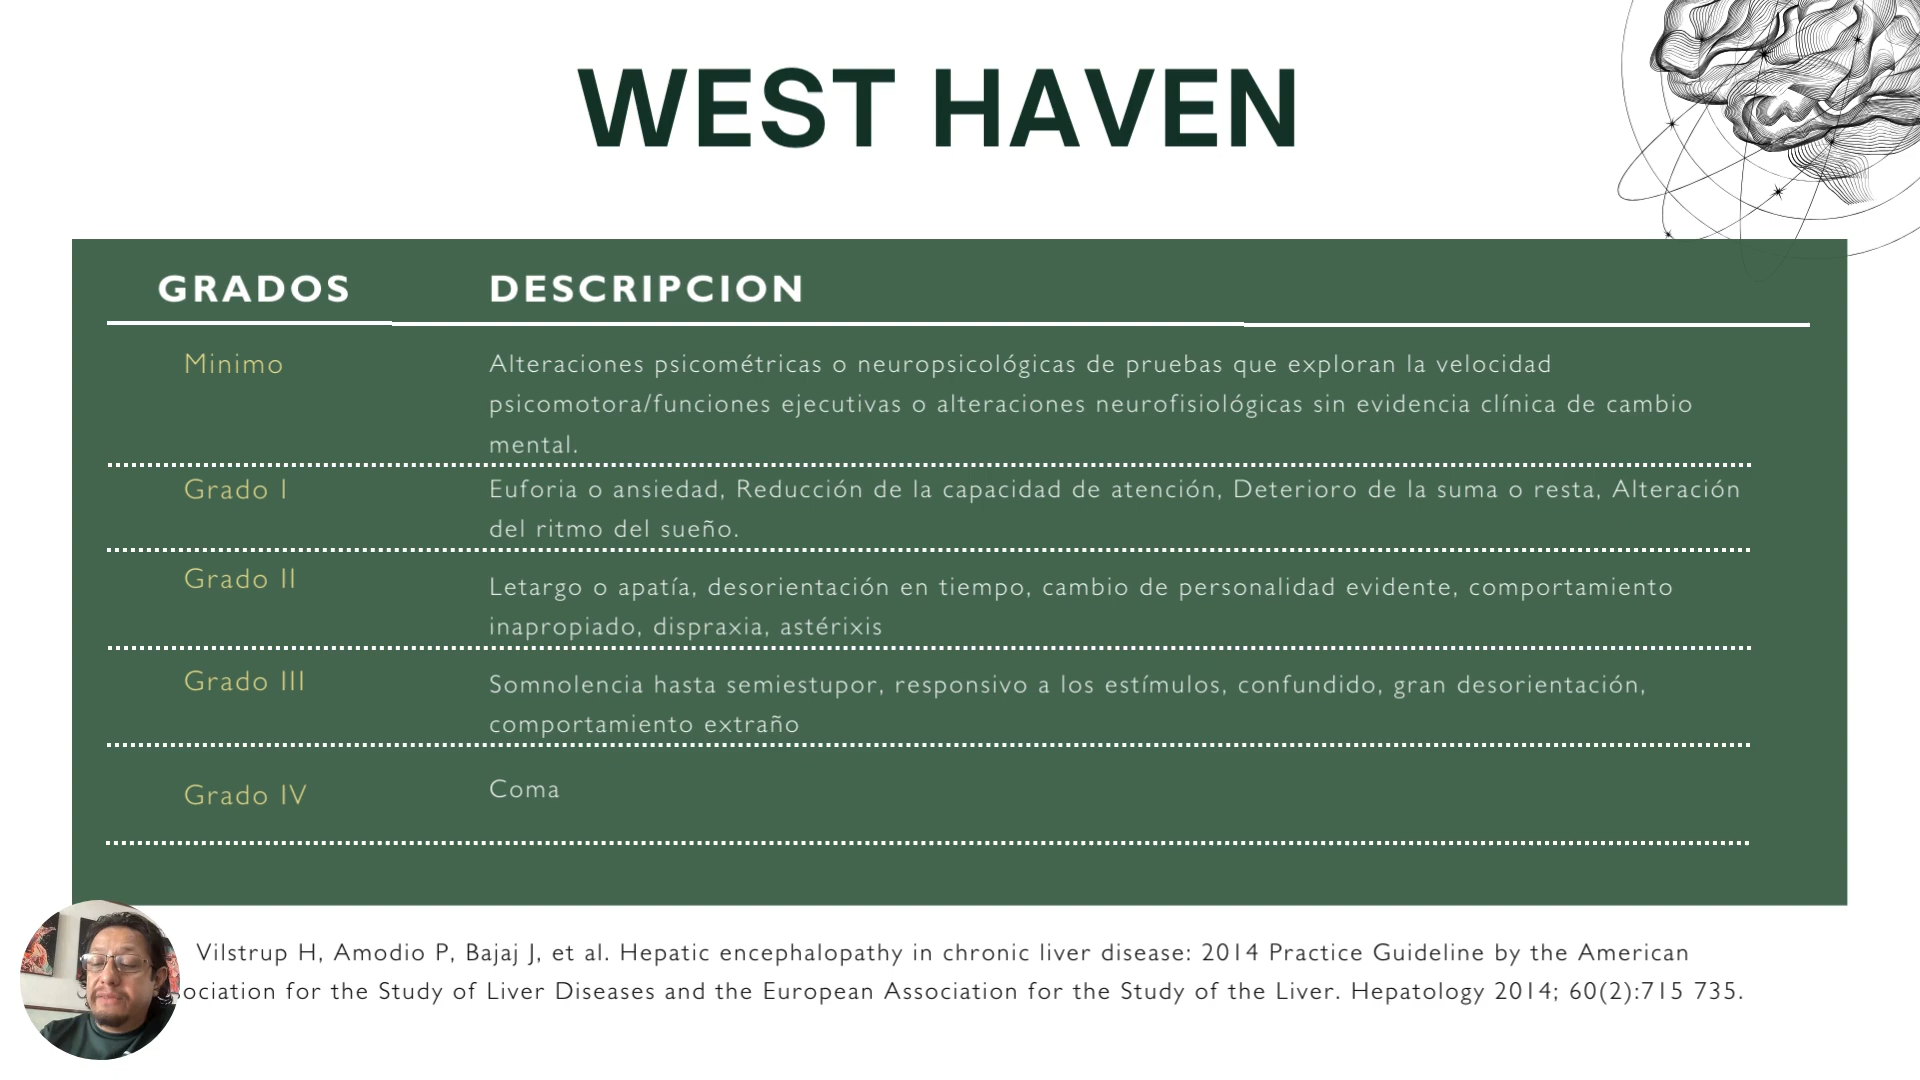 WEST HAVEN
GRADOS DESCRIPCION
Minimo Alteraciones psicométricas o neuropsicológicas de pruebas que exploran la velocidad
psicomotora/funciones ejecutivas o alteraciones neurofisiológicas sin evidencia clínica de cambio
mental.
Grado I Euforia o ansiedad, Reducción de la capacidad de atención, Deterioro de la suma o resta, Alteración
del ritmo del sueño.
Grado II Letargo o apatía, desorientación en tiempo, cambio de personalidad evidente, comportamiento
inapropiado, dispraxia, astérixis
Grado III Somnolencia hasta semiestupor, responsivo a los estímulos, confundido, gran desorientación,
comportamiento extraño
Grado IV Coma
Vilstrup H, Amodio P, Bajaj J, et al. Hepatic encephalopathy in chronic liver disease: 2014 Practice Guideline by the American
ociation for the Study of Liver Diseases and the European Association for the Study of the Liver. Hepatology 2014; 60(2):715 735.